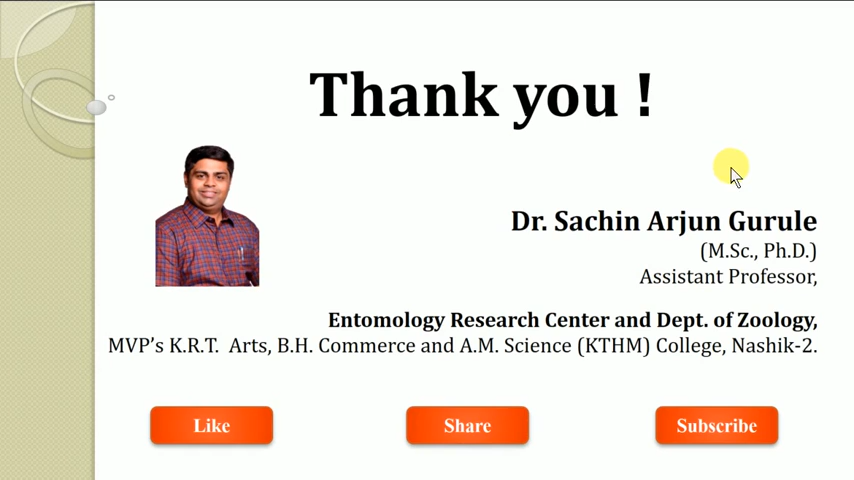 Thank you !
Dr. Sachin Arjun Gurule
(M.Sc., Ph.D.)
Assistant Professor,
Entomology Research Center and Dept. of Zoology,
MVP's K.R.T. Arts, B.H. Commerce and A.M. Science (KTHM) College, Nashik-2.
Like
Share
Subscribe